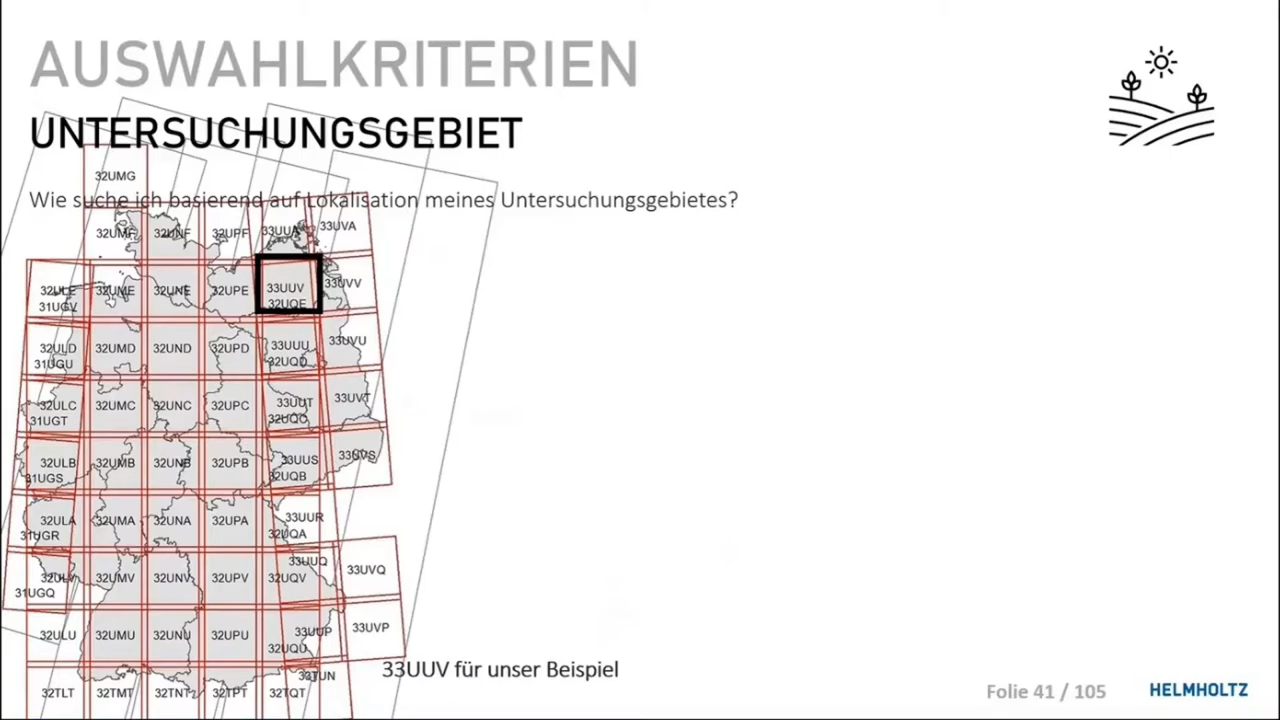 AUSWAHLKRITERIEN
UNTERSUCHUNGSGEBIET
32UMG
Wie suche ich basierend auf Lokalisation meines Untersuchungsgebietes?
32UMF 32UNF 32UPF 33UUA 33UVA
32ULE 32UME 32UNE 32UPE 33UUV 33UVV
31UGV 32UQE
32ULD 32UMD 32UND 32UPD 33UUU 33UVU
31UGU 32UQD
32ULC 32UMC 32UNC 32UPC 33UUT 33UVT
31UGT 32UQC
32ULB 32UMB 32UNB 32UPB 33UUS 33UVS
31UGS 32UQB
32ULA 32UMA 32UNA 32UPA 33UUR
31UGR 32UQA
32ULV 32UMV 32UNV 32UPV 32UQV 33UUQ 33UVQ
31UGQ
32ULU 32UMU 32UNU 32UPU 33UUP 33UVP
32UQU
33UUV für unser Beispiel
33TUN
32TLT 32TMT 32TNT 32TPT 32TQT
Folie 41 / 105
HELMHOLTZ